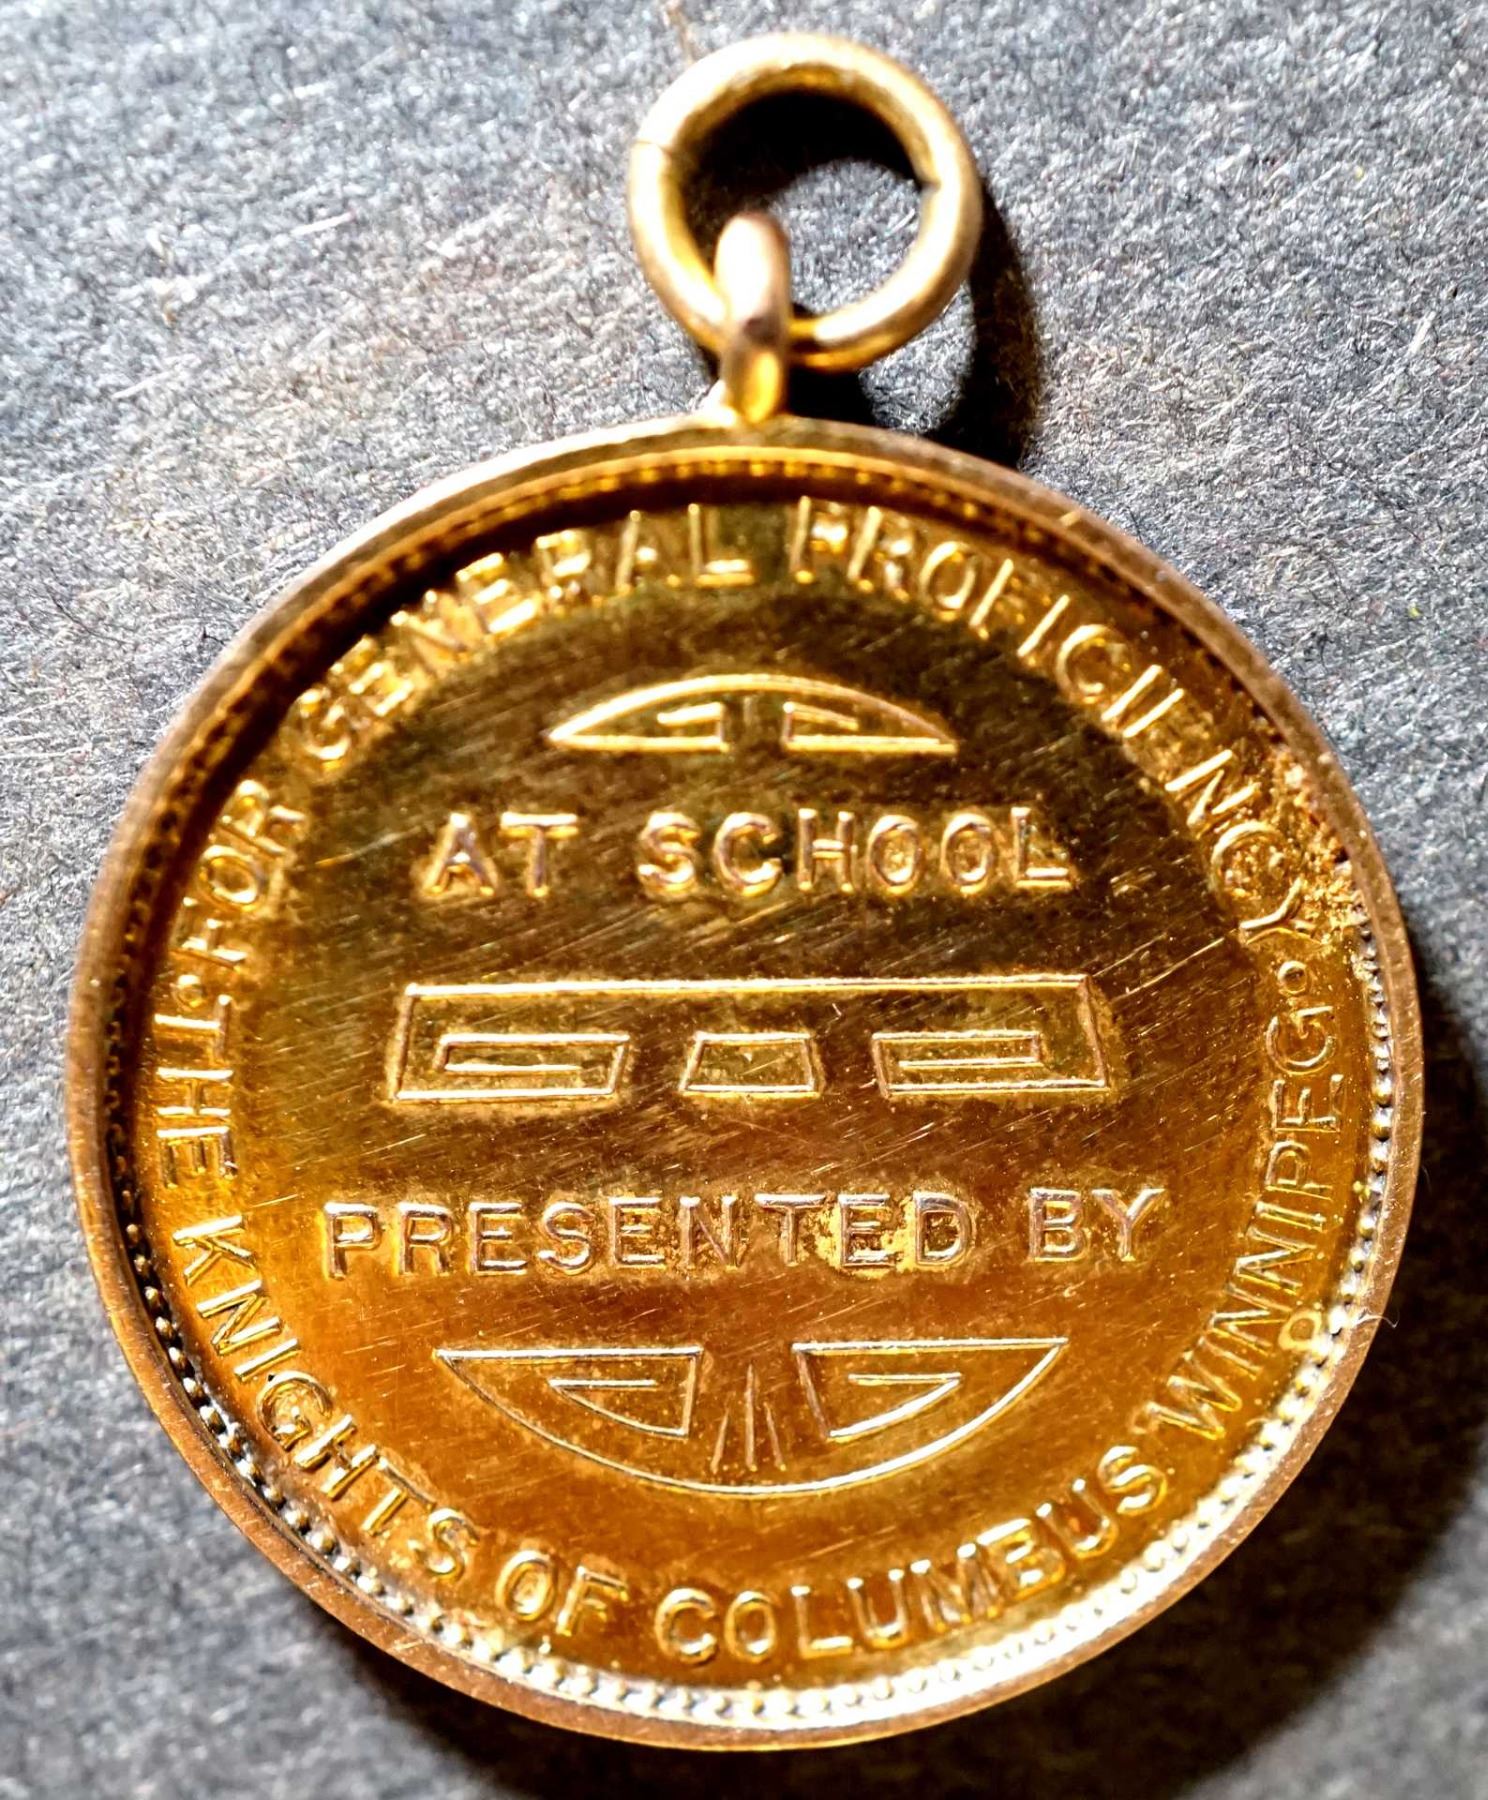 FOR GENERAL PROFICIENCY
AT SCHOOL
PRESENTED BY
THE KNIGHTS OF COLUMBUS WINNIPEG